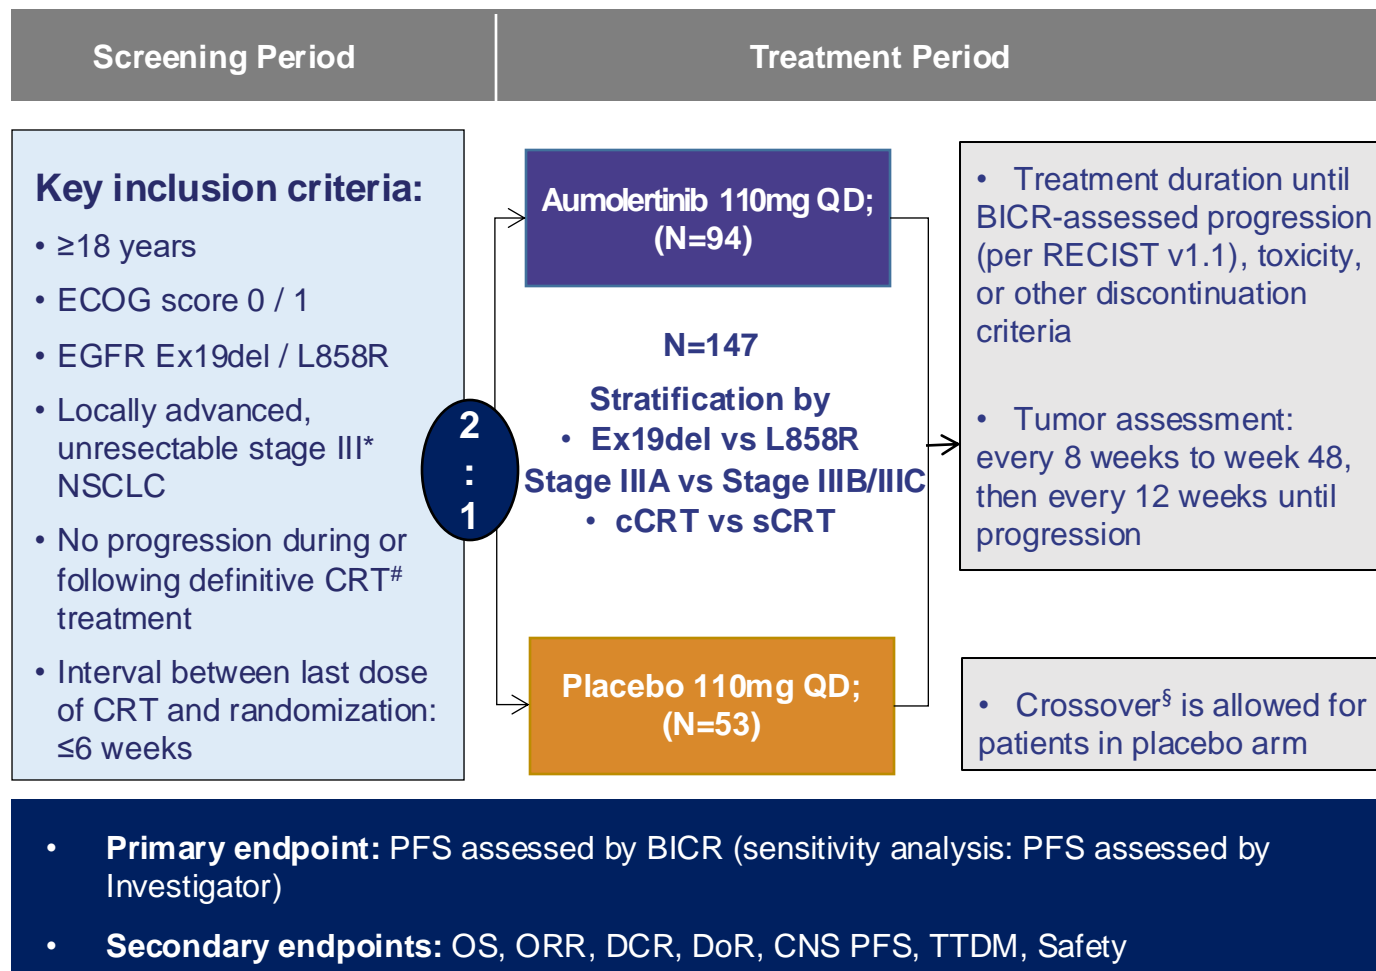 Screening Period
Treatment Period
Key inclusion criteria:
• ≥18 years
• ECOG score 0 / 1
• EGFR Ex19del / L858R
• Locally advanced,
unresectable stage III*
NSCLC
• No progression during or
following definitive CRT#
treatment
• Interval between last dose
of CRT and randomization:
≤6 weeks
2
:
1
Aumolertinib 110mg QD;
(N=94)
N=147
Stratification by
• Ex19del vs L858R
Stage IIIA vs Stage IIIB/IIIC
• cCRT vs sCRT
Placebo 110mg QD;
(N=53)
• Treatment duration until
BICR-assessed progression
(per RECIST v1.1), toxicity,
or other discontinuation
criteria
• Tumor assessment:
every 8 weeks to week 48,
then every 12 weeks until
progression
• Crossover§ is allowed for
patients in placebo arm
• Primary endpoint: PFS assessed by BICR (sensitivity analysis: PFS assessed by
Investigator)
• Secondary endpoints: OS, ORR, DCR, DoR, CNS PFS, TTDM, Safety